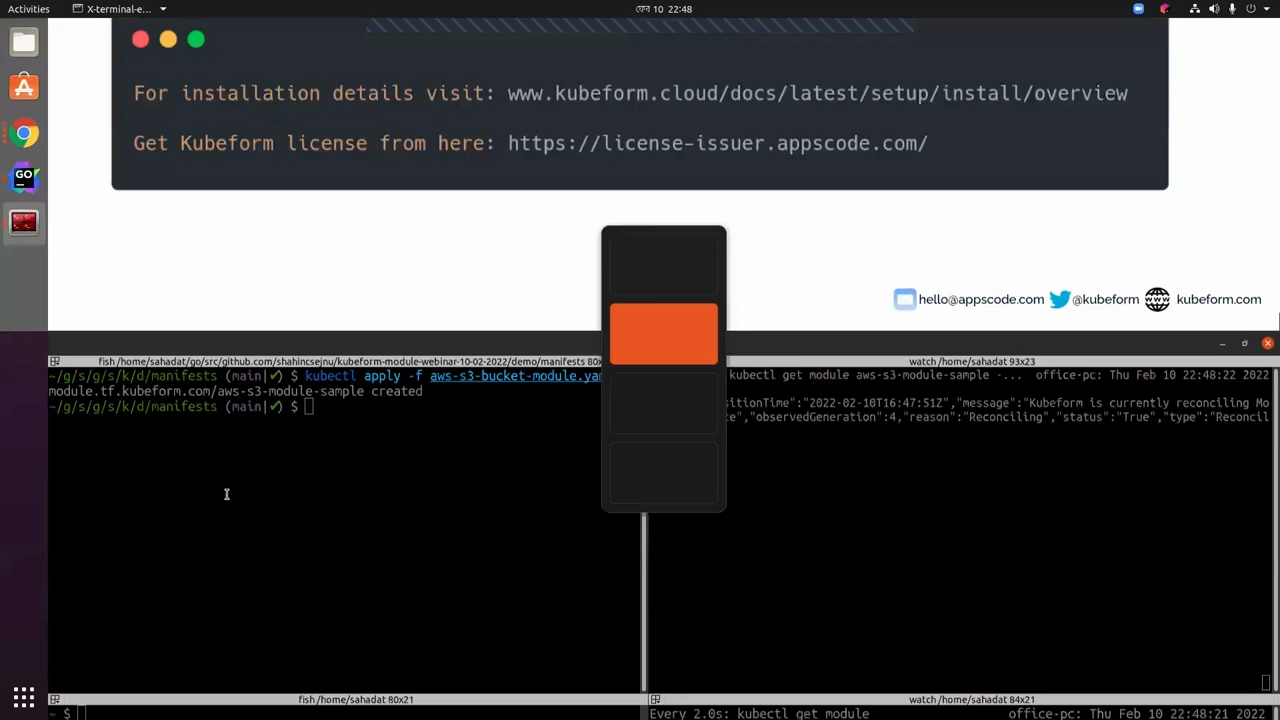 Activities
X-terminal-e...
ফেব 10 22:48
For installation details visit: www.kubeform.cloud/docs/latest/setup/install/overview
Get Kubeform license from here: https://license-issuer.appscode.com/
hello@appscode.com @kubeform kubeform.com
GO
fish /home/sahadat/go/src/github.com/shahincsejnu/kubeform-module-webinar-10-02-2022/demo/manifests 80x
~/g/s/g/s/k/d/manifests (main|✔) $ kubectl apply -f aws-s3-bucket-module.yam
module.tf.kubeform.com/aws-s3-module-sample created
~/g/s/g/s/k/d/manifests (main|✔) $
watch /home/sahadat 93x23
kubectl get module aws-s3-module-sample -... office-pc: Thu Feb 10 22:48:22 2022
sitionTime":"2022-02-10T16:47:51Z","message":"Kubeform is currently reconciling Mo
te","observedGeneration":4,"reason":"Reconciling","status":"True","type":"Reconcil
fish /home/sahadat 80x21
~ $
watch /home/sahadat 84x21
Every 2.0s: kubectl get module office-pc: Thu Feb 10 22:48:21 2022